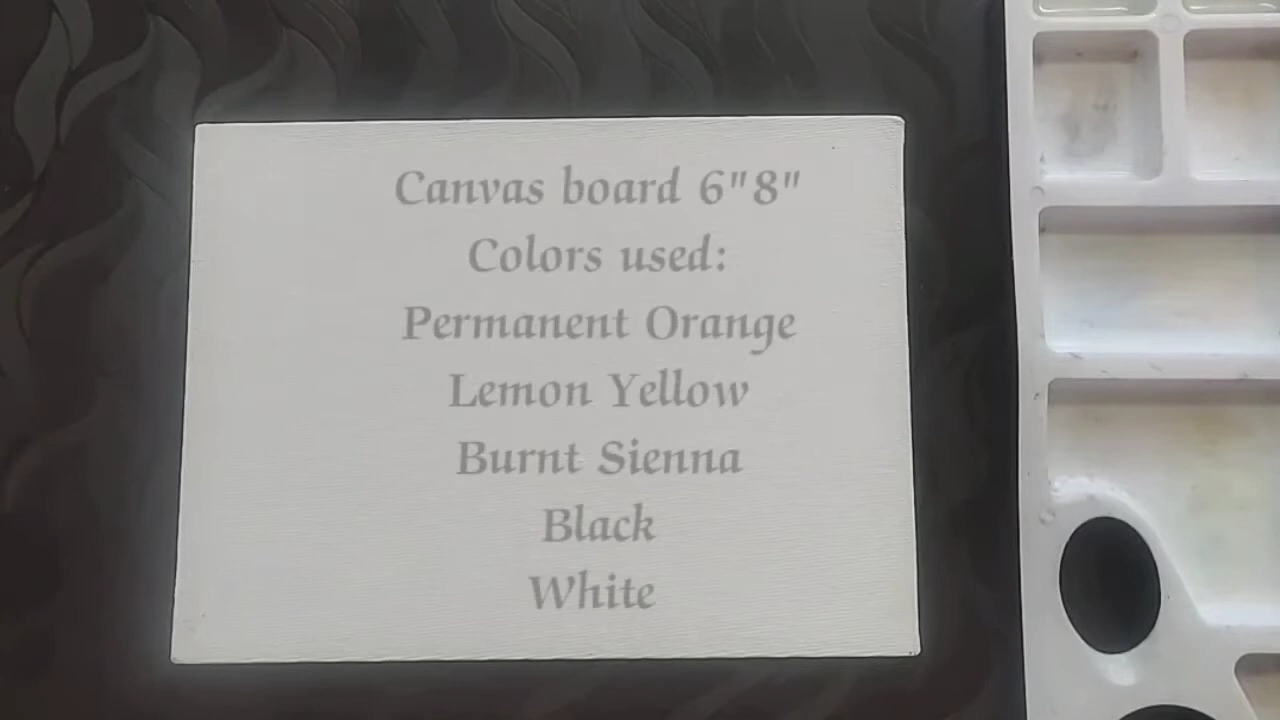 Canvas board 6"8"
Colors used:
Permanent Orange
Lemon Yellow
Burnt Sienna
Black
White